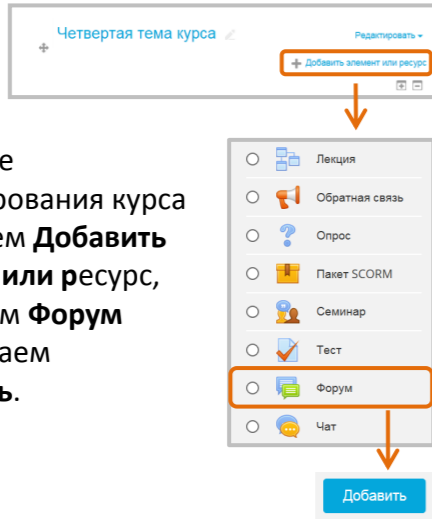 Четвертая тема курса
Редактировать
Добавить элемент или ресурс
Лекция
Обратная связь
Опрос
Пакет SCORM
Семинар
Тест
Форум
Чат
Добавить
е
рования курса
ем Добавить
или ресурс,
м Форум
аем
ь.